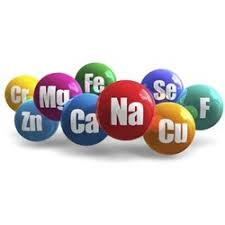 Cr Mg Fe Se F
Zn Ca Na Cu